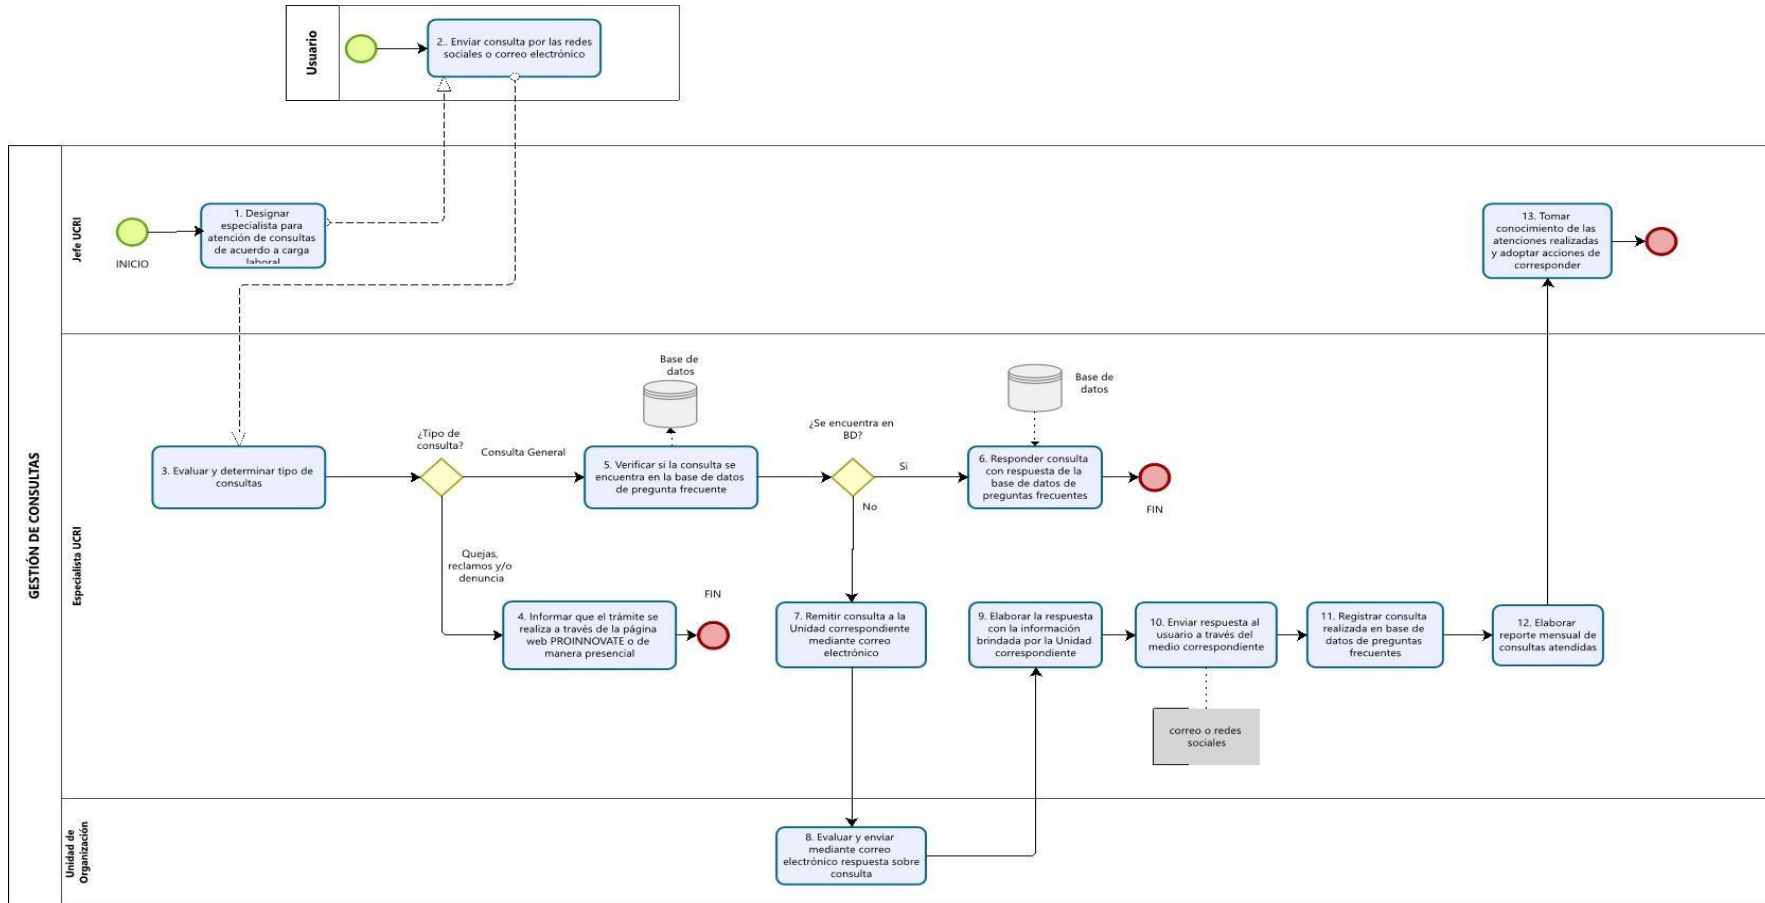 Usuario
2.. Enviar consulta por las redes
sociales o correo electrónico
GESTIÓN DE CONSULTAS
Jefe UCRI
INICIO
1. Designar
especialista para
atención de consultas
de acuerdo a carga
laboral
13. Tomar
conocimiento de las
atenciones realizadas
y adoptar acciones de
corresponder
Especialista UCRI
3. Evaluar y determinar tipo de
consultas
¿Tipo de
consulta?
Consulta General
Quejas,
reclamos y/o
denuncia
4. Informar que el trámite se
realiza a través de la página
web PROINNOVATE o de
manera presencial
FIN
Base de
datos
5. Verificar si la consulta se
encuentra en la base de datos
de pregunta frecuente
¿Se encuentra en
BD?
Sí
No
Base de
datos
6. Responder consulta
con respuesta de la
base de datos de
preguntas frecuentes
FIN
7. Remitir consulta a la
Unidad correspondiente
mediante correo
electrónico
9. Elaborar la respuesta
con la información
brindada por la Unidad
correspondiente
10. Enviar respuesta al
usuario a través del
medio correspondiente
correo o redes
sociales
11. Registrar consulta
realizada en base de
datos de preguntas
frecuentes
12. Elaborar
reporte mensual de
consultas atendidas
Unidad de
Organización
8. Evaluar y enviar
mediante correo
electrónico respuesta sobre
consulta